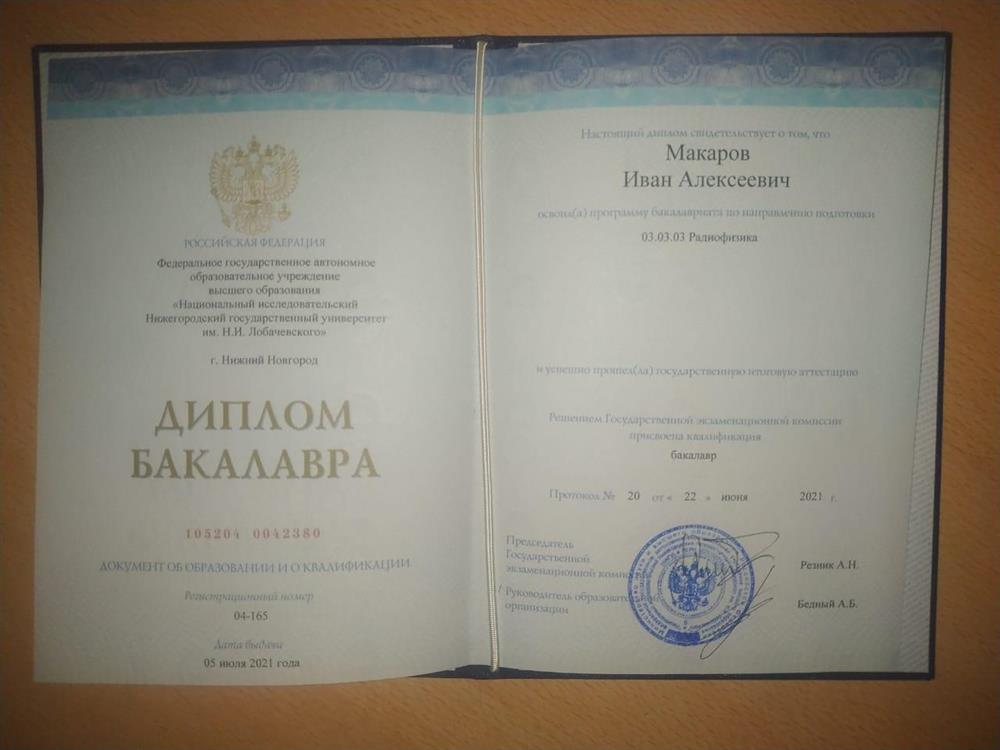 РОССИЙСКАЯ ФЕДЕРАЦИЯ
Федеральное государственное автономное
образовательное учреждение
высшего образования
«Национальный исследовательский
Нижегородский государственный университет
им. Н.И. Лобачевского»
г. Нижний Новгород
ДИПЛОМ
БАКАЛАВРА
105204 0042380
ДОКУМЕНТ ОБ ОБРАЗОВАНИИ И О КВАЛИФИКАЦИИ
Регистрационный номер
04-165
Дата выдачи
05 июля 2021 года
Настоящий диплом свидетельствует о том, что
Макаров
Иван Алексеевич
освоил(а) программу бакалавриата по направлению подготовки
03.03.03 Радиофизика
и успешно прошел(ла) государственную итоговую аттестацию
Решением Государственной экзаменационной комиссии
присвоена квалификация
бакалавр
Протокол № 20 от « 22 » июня 2021 г.
Председатель
Государственной
экзаменационной
Резник А.Н.
/ Руководитель
организации
Бедный А.Б.